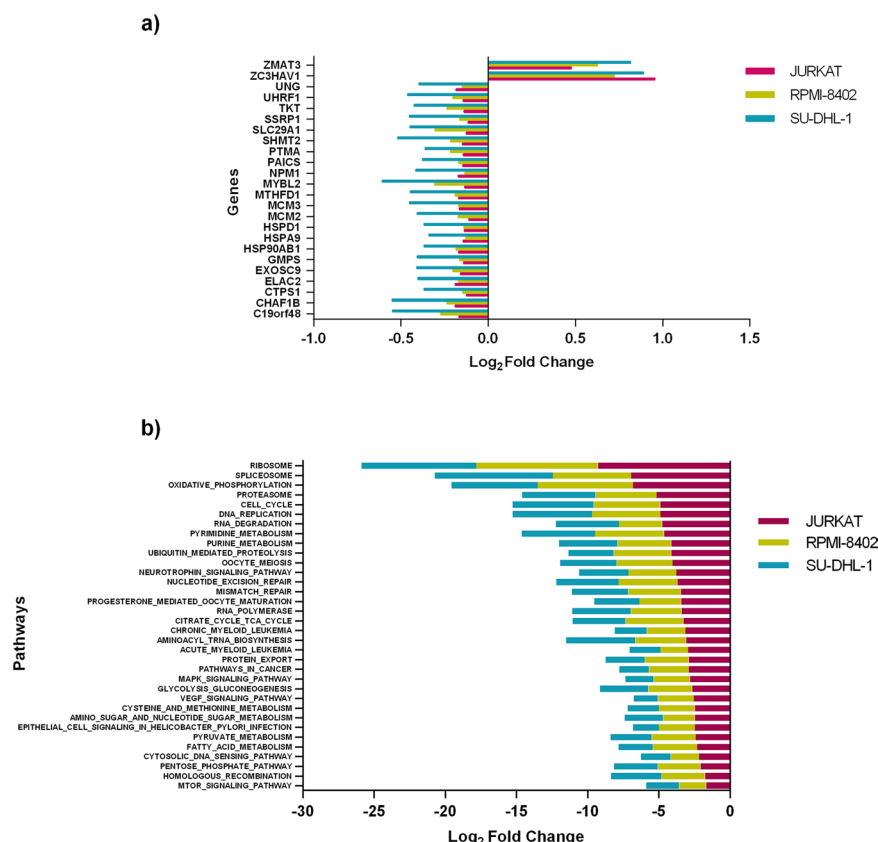 a)
ZMAT3
ZC3HAV1
UNG
UHRF1
TKT
SSRP1
SLC29A1
SHMT2
PTMA
PAICS
NPM1
MYBL2
MTHFD1
MCM3
MCM2
HSPD1
HSPA9
HSP90AB1
GMPS
EXOSC9
ELAC2
CTPS1
CHAF1B
C19orf48
Genes
-1.0 -0.5 0.0 0.5 1.0 1.5
Log2 Fold Change
JURKAT
RPMI-8402
SU-DHL-1
b)
RIBOSOME
SPLICEOSOME
OXIDATIVE_PHOSPHORYLATION
PROTEASOME
CELL_CYCLE
DNA_REPLICATION
RNA_DEGRADATION
PYRIMIDINE_METABOLISM
PURINE_METABOLISM
UBIQUITIN_MEDIATED_PROTEOLYSIS
OOCYTE_MEIOSIS
NEUROTROPHIN_SIGNALING_PATHWAY
NUCLEOTIDE_EXCISION_REPAIR
MISMATCH_REPAIR
PROGESTERONE_MEDIATED_OOCYTE_MATURATION
RNA_POLYMERASE
CITRATE_CYCLE_TCA_CYCLE
CHRONIC_MYELOID_LEUKEMIA
AMINOACYL_TRNA_BIOSYNTHESIS
ACUTE_MYELOID_LEUKEMIA
PROTEIN_EXPORT
PATHWAYS_IN_CANCER
MAPK_SIGNALING_PATHWAY
GLYCOLYSIS_GLUCONEOGENESIS
VEGF_SIGNALING_PATHWAY
CYSTEINE_AND_METHIONINE_METABOLISM
AMINO_SUGAR_AND_NUCLEOTIDE_SUGAR_METABOLISM
EPITHELIAL_CELL_SIGNALING_IN_HELICOBACTER_PYLORI_INFECTION
PYRUVATE_METABOLISM
FATTY_ACID_METABOLISM
CYTOSOLIC_DNA_SENSING_PATHWAY
PENTOSE_PHOSPHATE_PATHWAY
HOMOLOGOUS_RECOMBINATION
MTOR_SIGNALING_PATHWAY
Pathways
-30 -25 -20 -15 -10 -5 0
Log2 Fold Change
JURKAT
RPMI-8402
SU-DHL-1